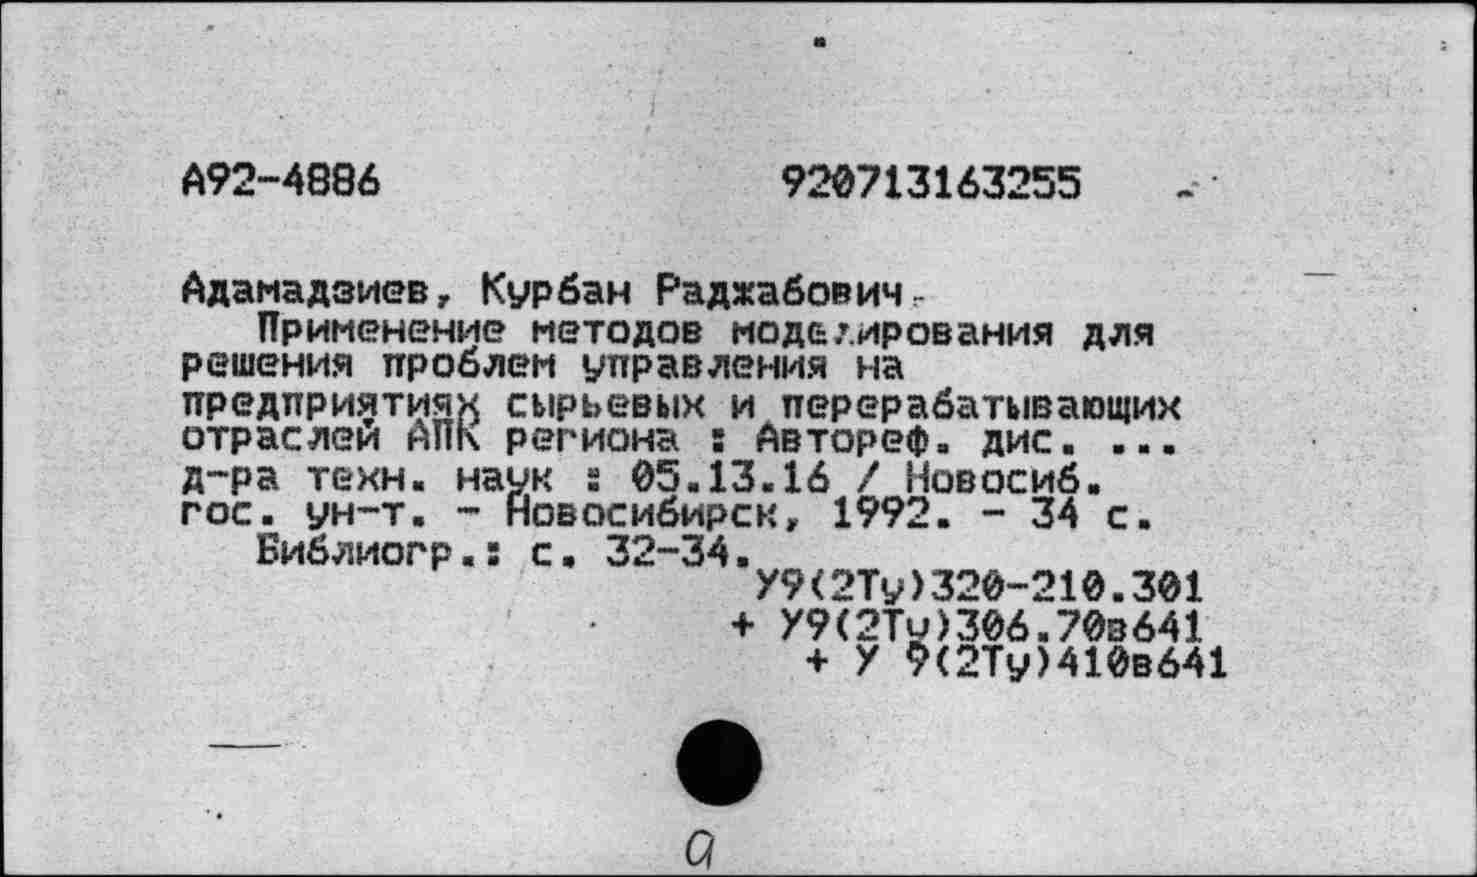 А92-4886 920713163255
Адамадзиев, Курбан Раджабович.
Применение методов моделирования для
решения проблем управления на
предприятиях сырьевых и перерабатывающих
отраслей АПК региона : Автореф. дис. ...
д-ра техн. наук : 05.13.16 / Новосиб.
гос. ун-т. - Новосибирск, 1992. - 34 с.
Библиогр.: с. 32-34.
У9(2Ту)320-210.301
+ У9(2Ту)306.70в641
+ У 9(2Ту)410в641
а